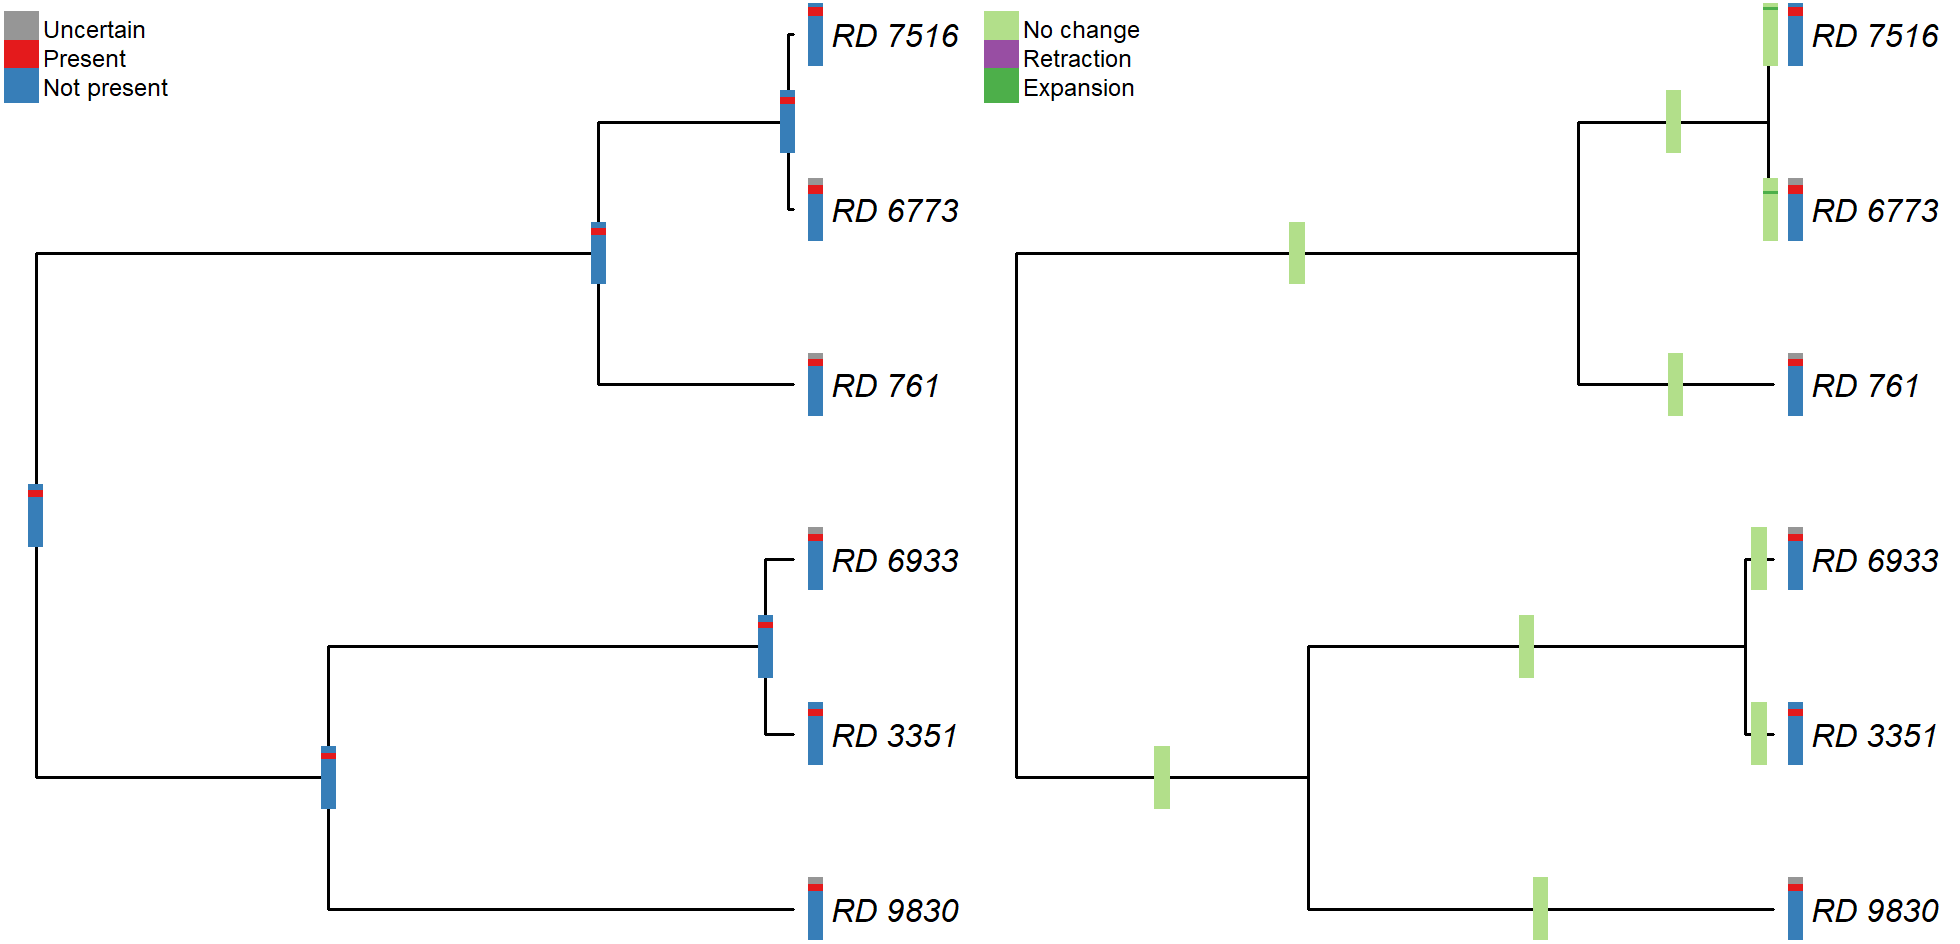 Uncertain
Present
Not present
RD 7516
RD 6773
RD 761
RD 6933
RD 3351
RD 9830
No change
Retraction
Expansion
RD 7516
RD 6773
RD 761
RD 6933
RD 3351
RD 9830